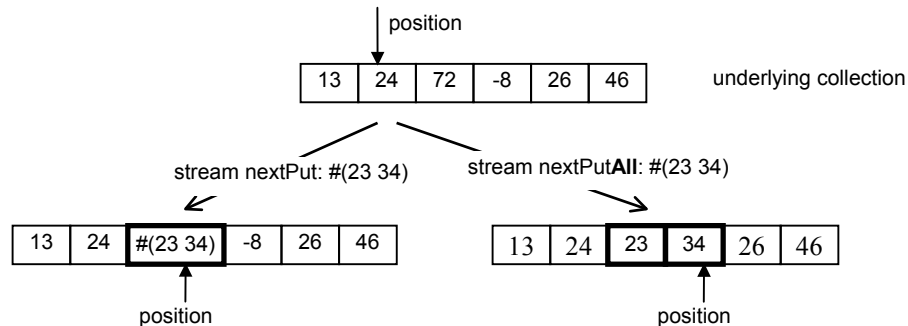 position
13 24 72 -8 26 46 underlying collection
stream nextPut: #(23 34) stream nextPutAll: #(23 34)
13 24 #(23 34) -8 26 46 13 24 23 34 26 46
position position